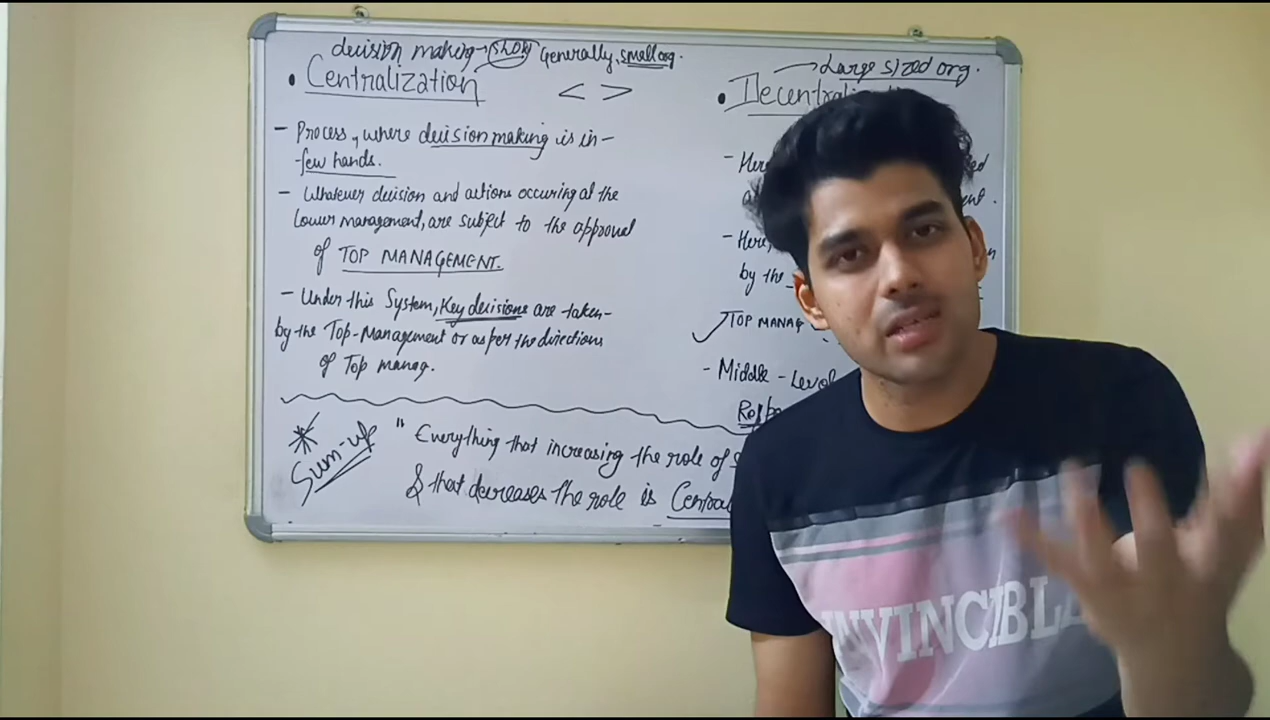 decision making → slow Generally, small org.
• Centralization
< >
- Process, where decision making is in -
- few hands.
- Whatever decision and actions occuring at the
Lower management, are subject to the approval
of TOP MANAGEMENT.
- Under this System, Key decisions are taken -
by the Top-Management or as per the directions
of Top manag.
→ Large sized org.
• Decentral
- Here
- Here,
by the
✓ TOP MANAG
- Middle - Level
* Sum-up
" Everything that increasing the role of
& that decreases the role is Central
INVINCIBLE